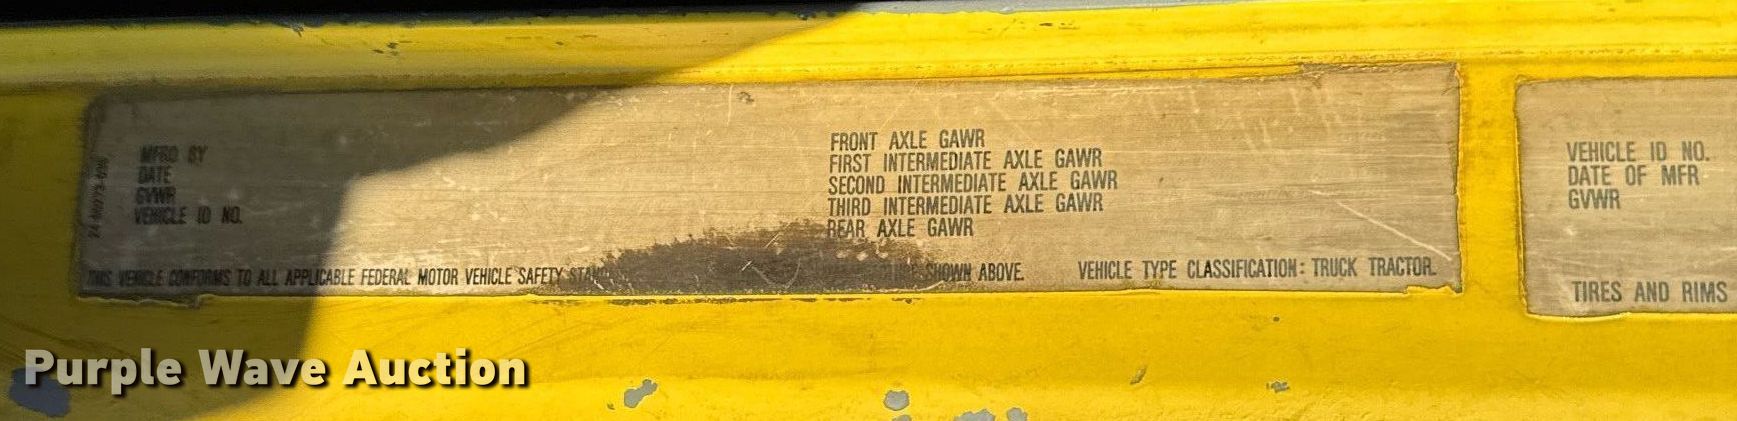 MFRD BY
DATE
GVWR
VEHICLE ID NO.
FRONT AXLE GAWR
FIRST INTERMEDIATE AXLE GAWR
SECOND INTERMEDIATE AXLE GAWR
THIRD INTERMEDIATE AXLE GAWR
REAR AXLE GAWR
THIS VEHICLE CONFORMS TO ALL APPLICABLE FEDERAL MOTOR VEHICLE SAFETY SHOWN ABOVE.
VEHICLE TYPE CLASSIFICATION: TRUCK TRACTOR.
VEHICLE ID NO.
DATE OF MFR
GVWR
TIRES AND RIMS
Purple Wave Auction